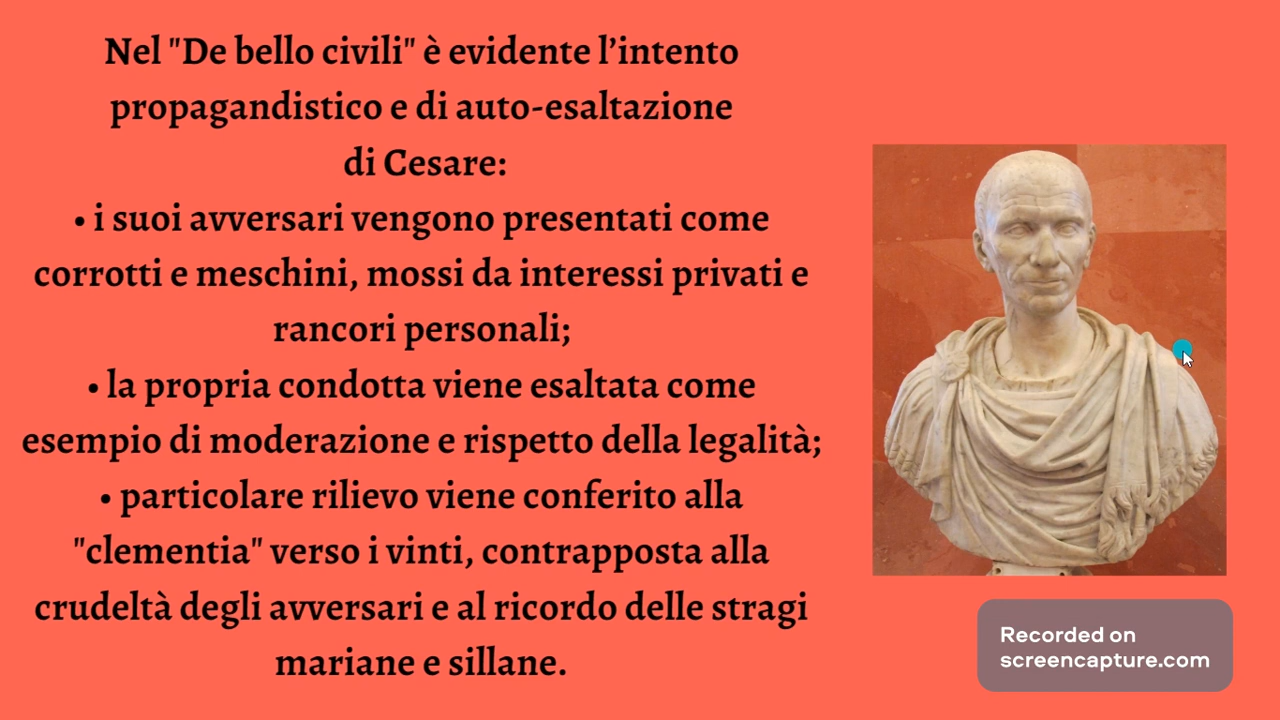 Nel "De bello civili" è evidente l’intento
propagandistico e di auto-esaltazione
di Cesare:
• i suoi avversari vengono presentati come
corrotti e meschini, mossi da interessi privati e
rancori personali;
• la propria condotta viene esaltata come
esempio di moderazione e rispetto della legalità;
• particolare rilievo viene conferito alla
"clementia" verso i vinti, contrapposta alla
crudeltà degli avversari e al ricordo delle stragi
mariane e sillane.
Recorded on
screencapture.com